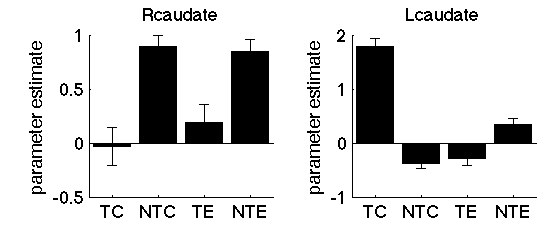 Rcaudate
parameter estimate
1
0.5
0
-0.5
TC NTC TE NTE
Lcaudate
parameter estimate
2
1
0
-1
TC NTC TE NTE